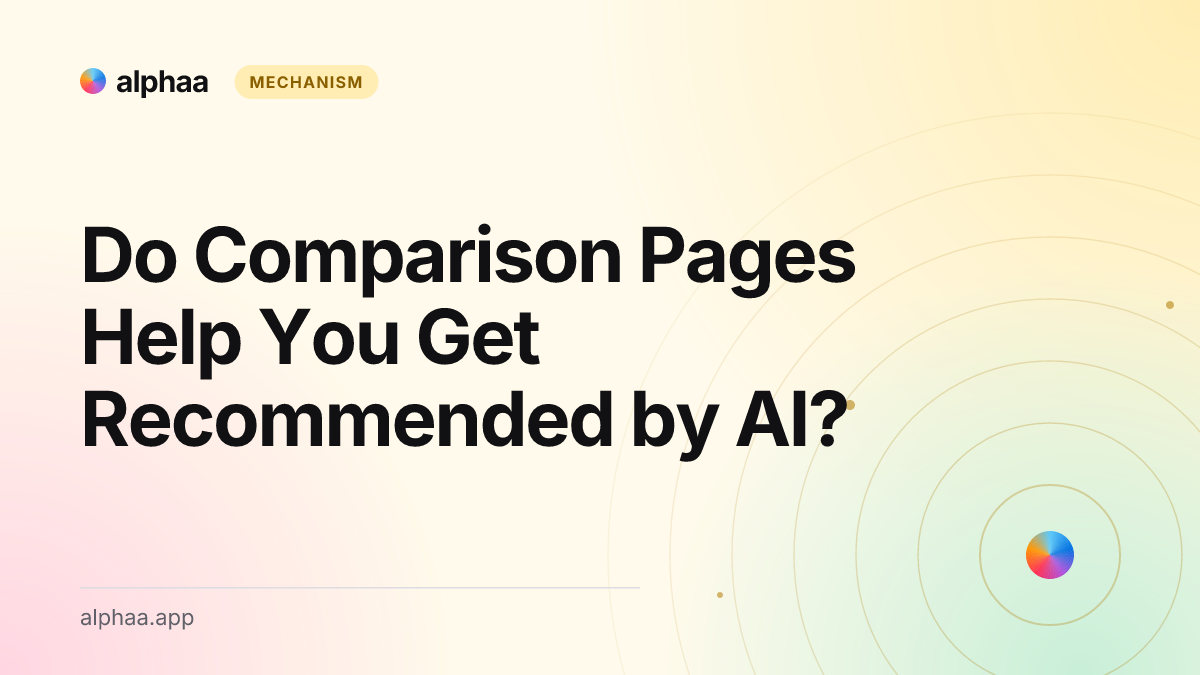 alphaa
MECHANISM
Do Comparison Pages
Help You Get
Recommended by AI?
alphaa.app